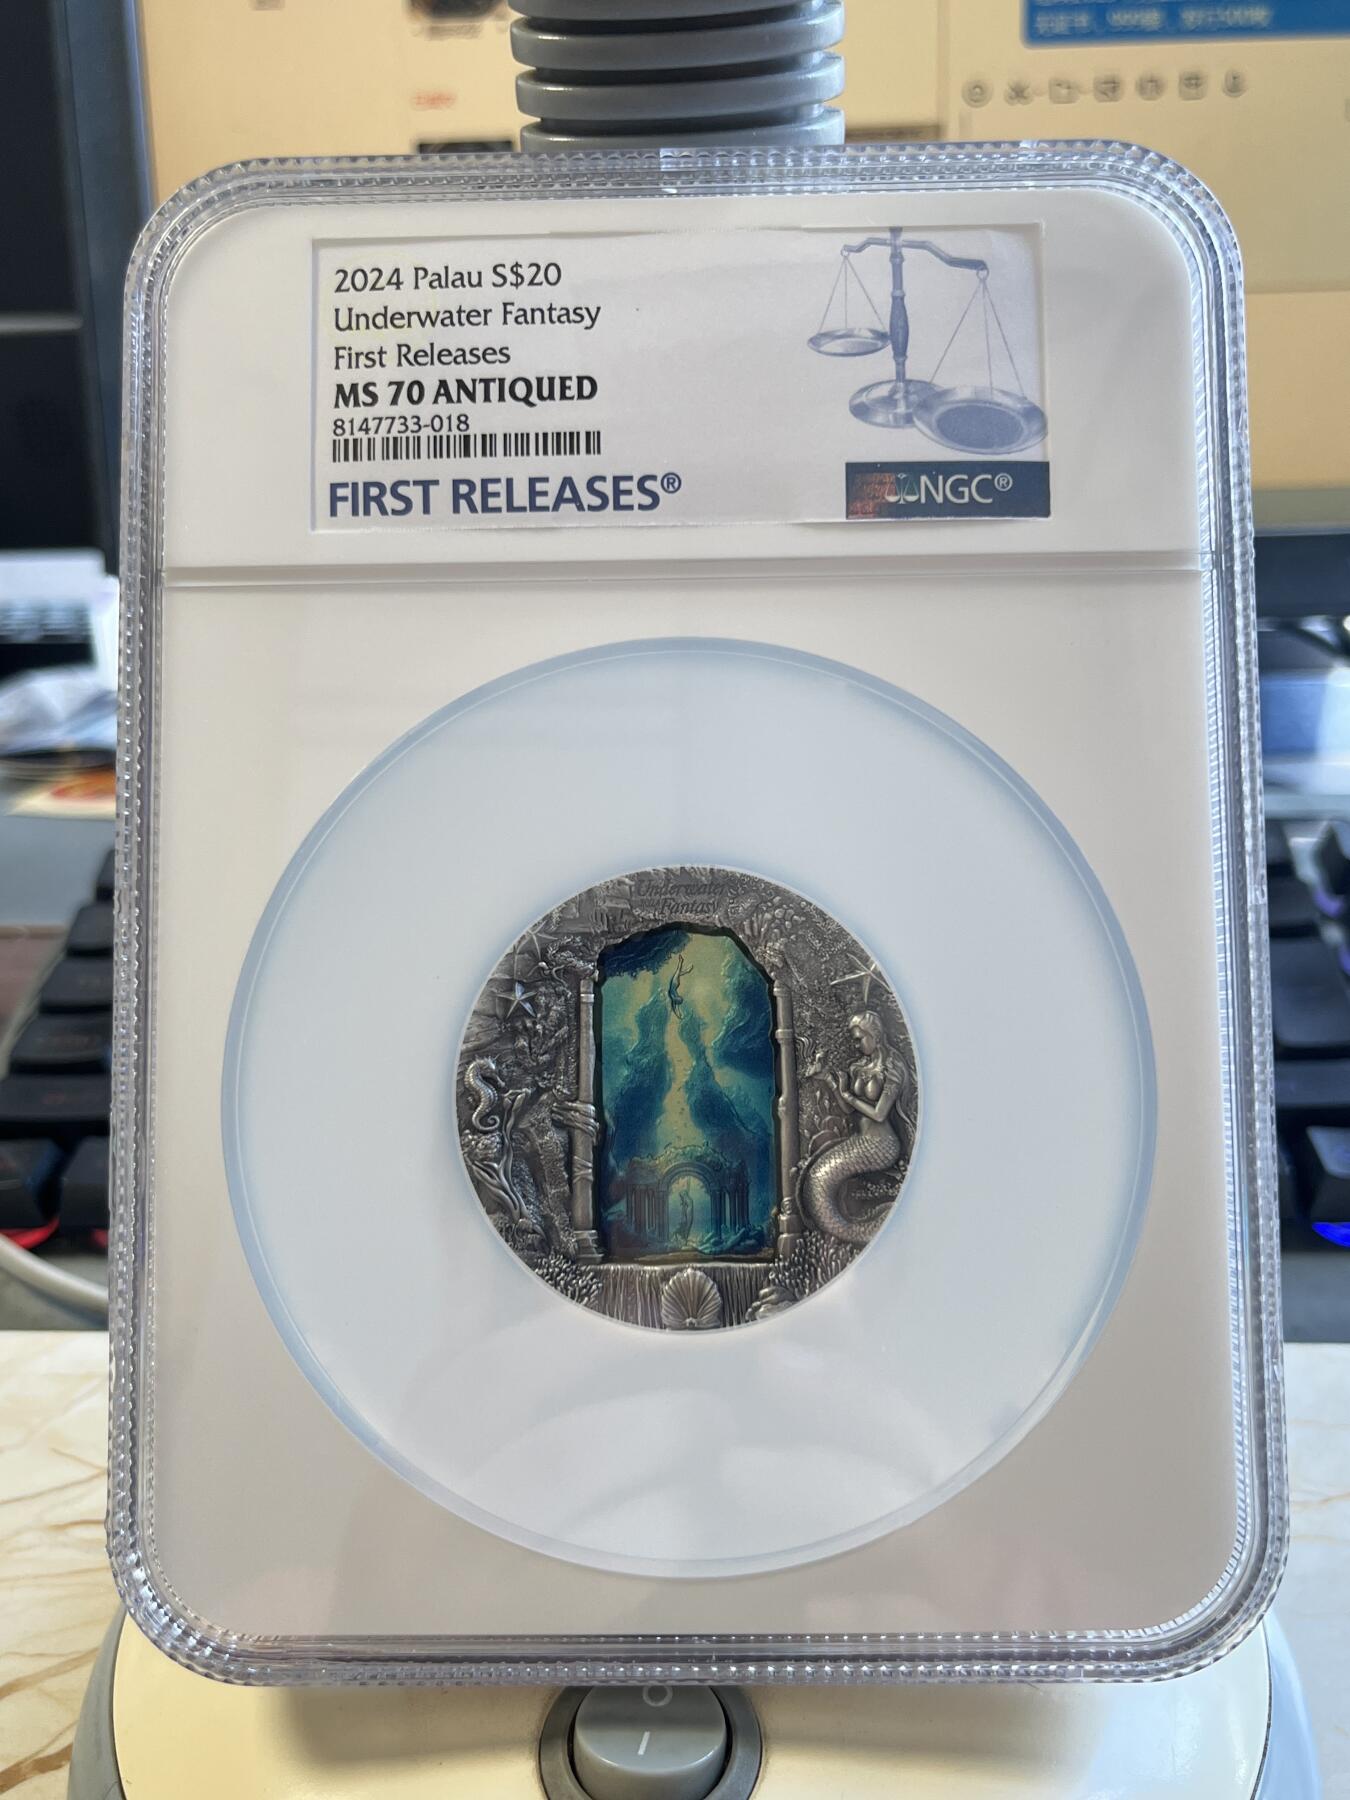 2024 Palau S$20
Underwater Fantasy
First Releases
MS 70 ANTIQUED
8147733-018
FIRST RELEASES®
NGC®
Underwater
Fantasy